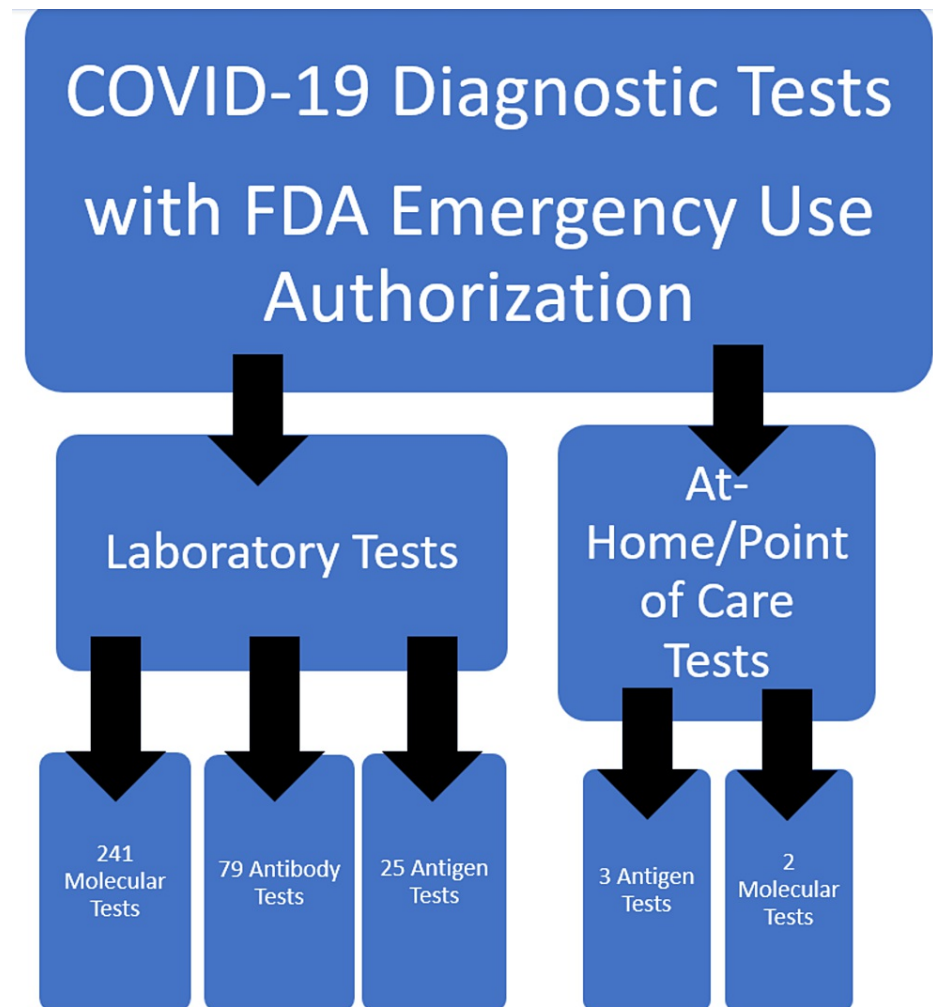 COVID-19 Diagnostic Tests
with FDA Emergency Use
Authorization
Laboratory Tests
At-
Home/Point
of Care
Tests
241
Molecular
Tests
79 Antibody
Tests
25 Antigen
Tests
3 Antigen
Tests
2
Molecular
Tests